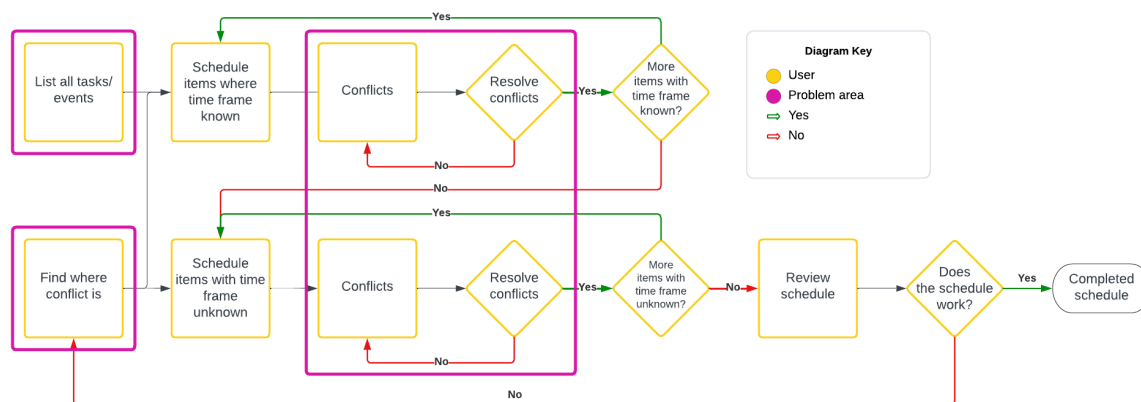 Yes
List all tasks/
events
Schedule
items where
time frame
known
Conflicts
Resolve
conflicts
Yes
More
items with
time frame
known?
Diagram Key
User
Problem area
Yes
No
No
No
Yes
Find where
conflict is
Schedule
items with time
frame
unknown
Conflicts
Resolve
conflicts
Yes
More
items with
time frame
unknown?
No
Review
schedule
Does
the schedule
work?
Yes
Completed
schedule
No
No